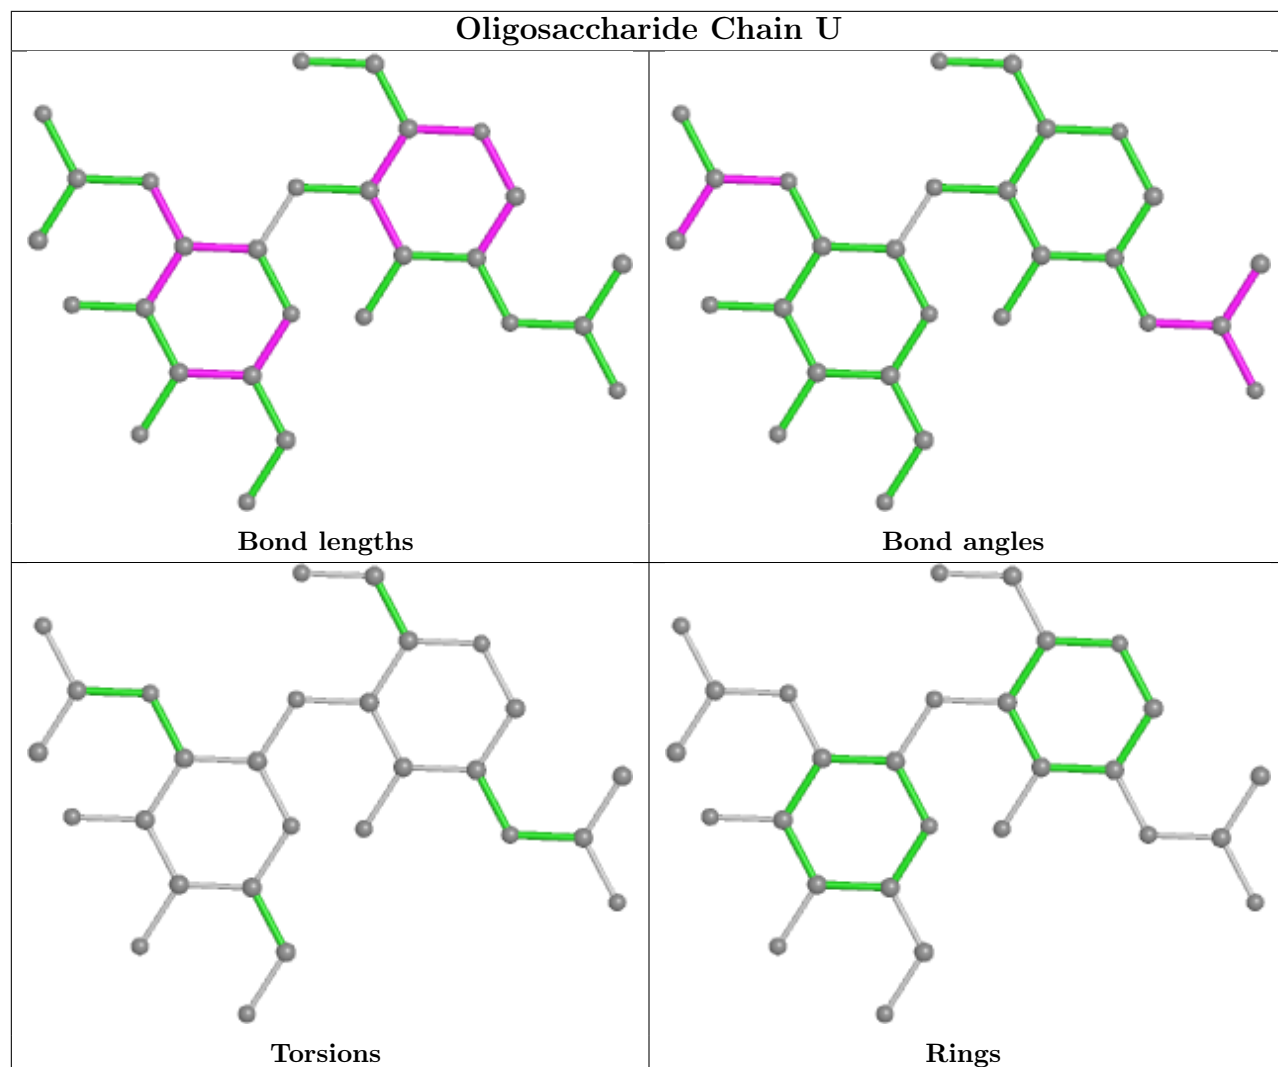 Oligosaccharide Chain U
Bond lengths
Bond angles
Torsions
Rings